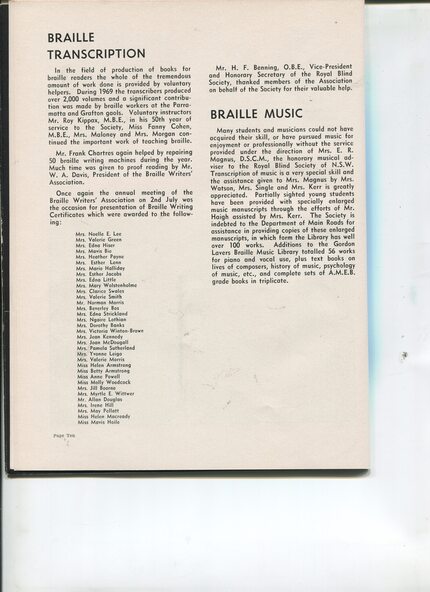 BRAILLE
TRANSCRIPTION
In the field of production of books for
braille renders the whole of the tremendous
amount of work done is provided by voluntary
helpers. During 1969 the transcribers produced
over 2,000 volumes and a significant contribu-
tion was made by braille workers at the Parra-
matta and Grafton gaols. Voluntary instructors
Mr. Roy Kippax, M.B.E., in his 50th year of
service to the Society, Miss Fanny Cohen,
M.B.E., Mrs. Maloney and Mrs. Morgan con-
tinued the important work of teaching braille.
Mr. Frank Chartres again helped by repairing
50 braille writing machines during the year.
Much time was given to proof reading by Mr.
W. A. Davis, President of the Braille Writers'
Association.
Once again the annual meeting of the
Braille Writers' Association on 2nd July was
the occasion for presentation of Braille Writing
Certificates which were awarded to the follow-
ing:
Mrs. Noelle E. Lee
Mrs. Valerie Green
Mrs. Edna Hiser
Mrs. Mavis Bio
Mrs. Heather Payne
Mrs. Esther Lenn
Mrs. Marie Halliday
Mrs. Esther Jacobs
Mrs. Edna Little
Mrs. Mary Wolstenholme
Mrs. Clarice Swales
Mrs. Valerie Smith
Mr. Norman Morris
Mrs. Beverley Bos
Mrs. Edna Strickland
Mrs. Ngaire Lothian
Mrs. Dorothy Banks
Mrs. Victoria Winton-Brown
Mrs. Jean Kennedy
Mrs. Joan McDougall
Mrs. Pamela Sutherland
Mrs. Yvonne Leigo
Mrs. Valerie Morris
Miss Helen Armstrong
Miss Betty Armstrong
Miss Anne Powell
Miss Molly Woodcock
Mrs. Jill Boorne
Mrs. Myrtle E. Wittwer
Mr. Allan Douglas
Mrs. Irene Hill
Mrs. May Pellatt
Miss Helen Macready
Miss Mavis Haile
Page Ten
Mr. H. F. Benning, O.B.E., Vice-President
and Honorary Secretary of the Royal Blind
Society, thanked members of the Association
on behalf of the Society for their valuable help.
BRAILLE MUSIC
Many students and musicians could not have
acquired their skill, or have pursued music for
enjoyment or professionally without the service
provided under the direction of Mrs. E. R.
Magnus, D.S.C.M., the honorary musical ad-
viser to the Royal Blind Society of N.S.W.
Transcription of music is a very special skill and
the assistance given to Mrs. Magnus by Mrs.
Watson, Mrs. Single and Mrs. Kerr is greatly
appreciated. Partially sighted young students
have been provided with specially enlarged
music manuscripts through the efforts of Mr.
Haigh assisted by Mrs. Kerr. The Society is
indebted to the Department of Main Roads for
assistance in providing copies of these enlarged
manuscripts, in which form the Library has well
over 100 works. Additions to the Gordon
Lavers Braille Music Library totalled 56 works
for piano and vocal use, plus text books on
lives of composers, history of music, psychology
of music, etc., and complete sets of A.M.E.B.
grade books in triplicate.